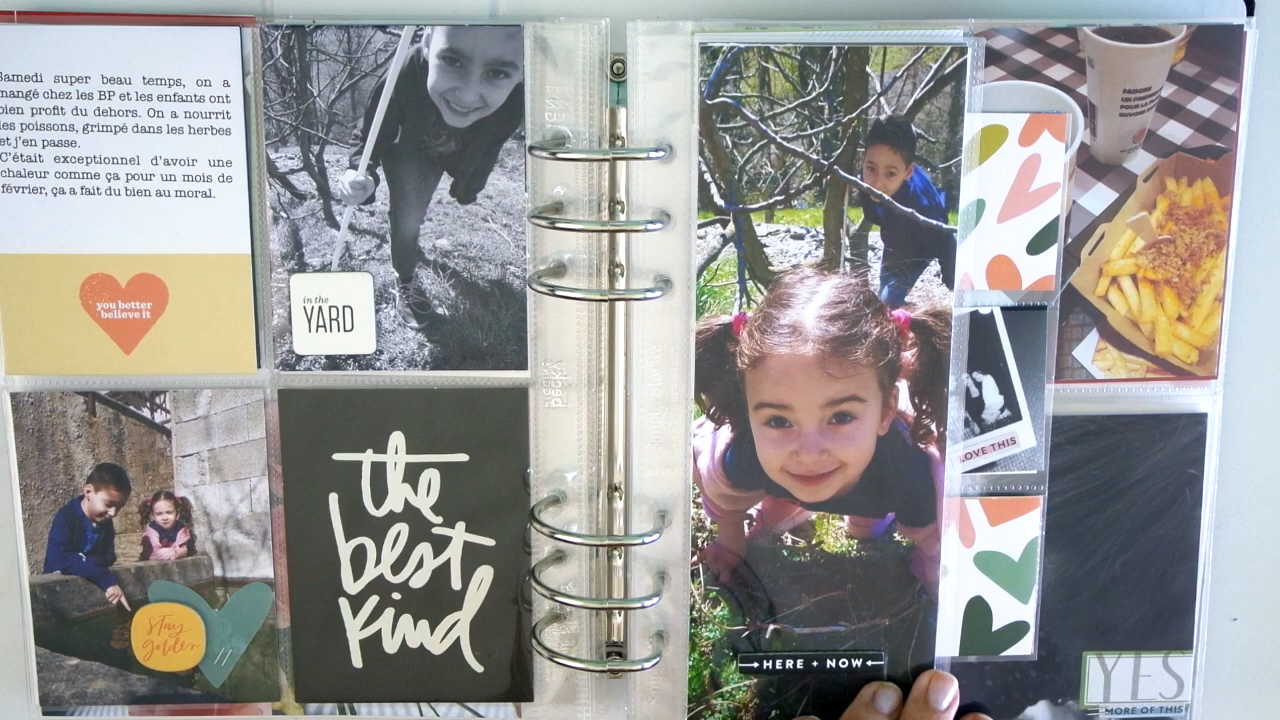 Samedi super beau temps, on a
mangé chez les BP et les enfants ont
bien profit du dehors. On a nourrit
les poissons, grimpé dans les herbes
et j'en passe.
C'était exceptionnel d'avoir une
chaleur comme ça pour un mois de
février, ça a fait du bien au moral.
you better
believe it
in the
YARD
stay
golden
the
best
kind
HERE + NOW
FAISONS
LOVE THIS
YES
MORE OF THIS